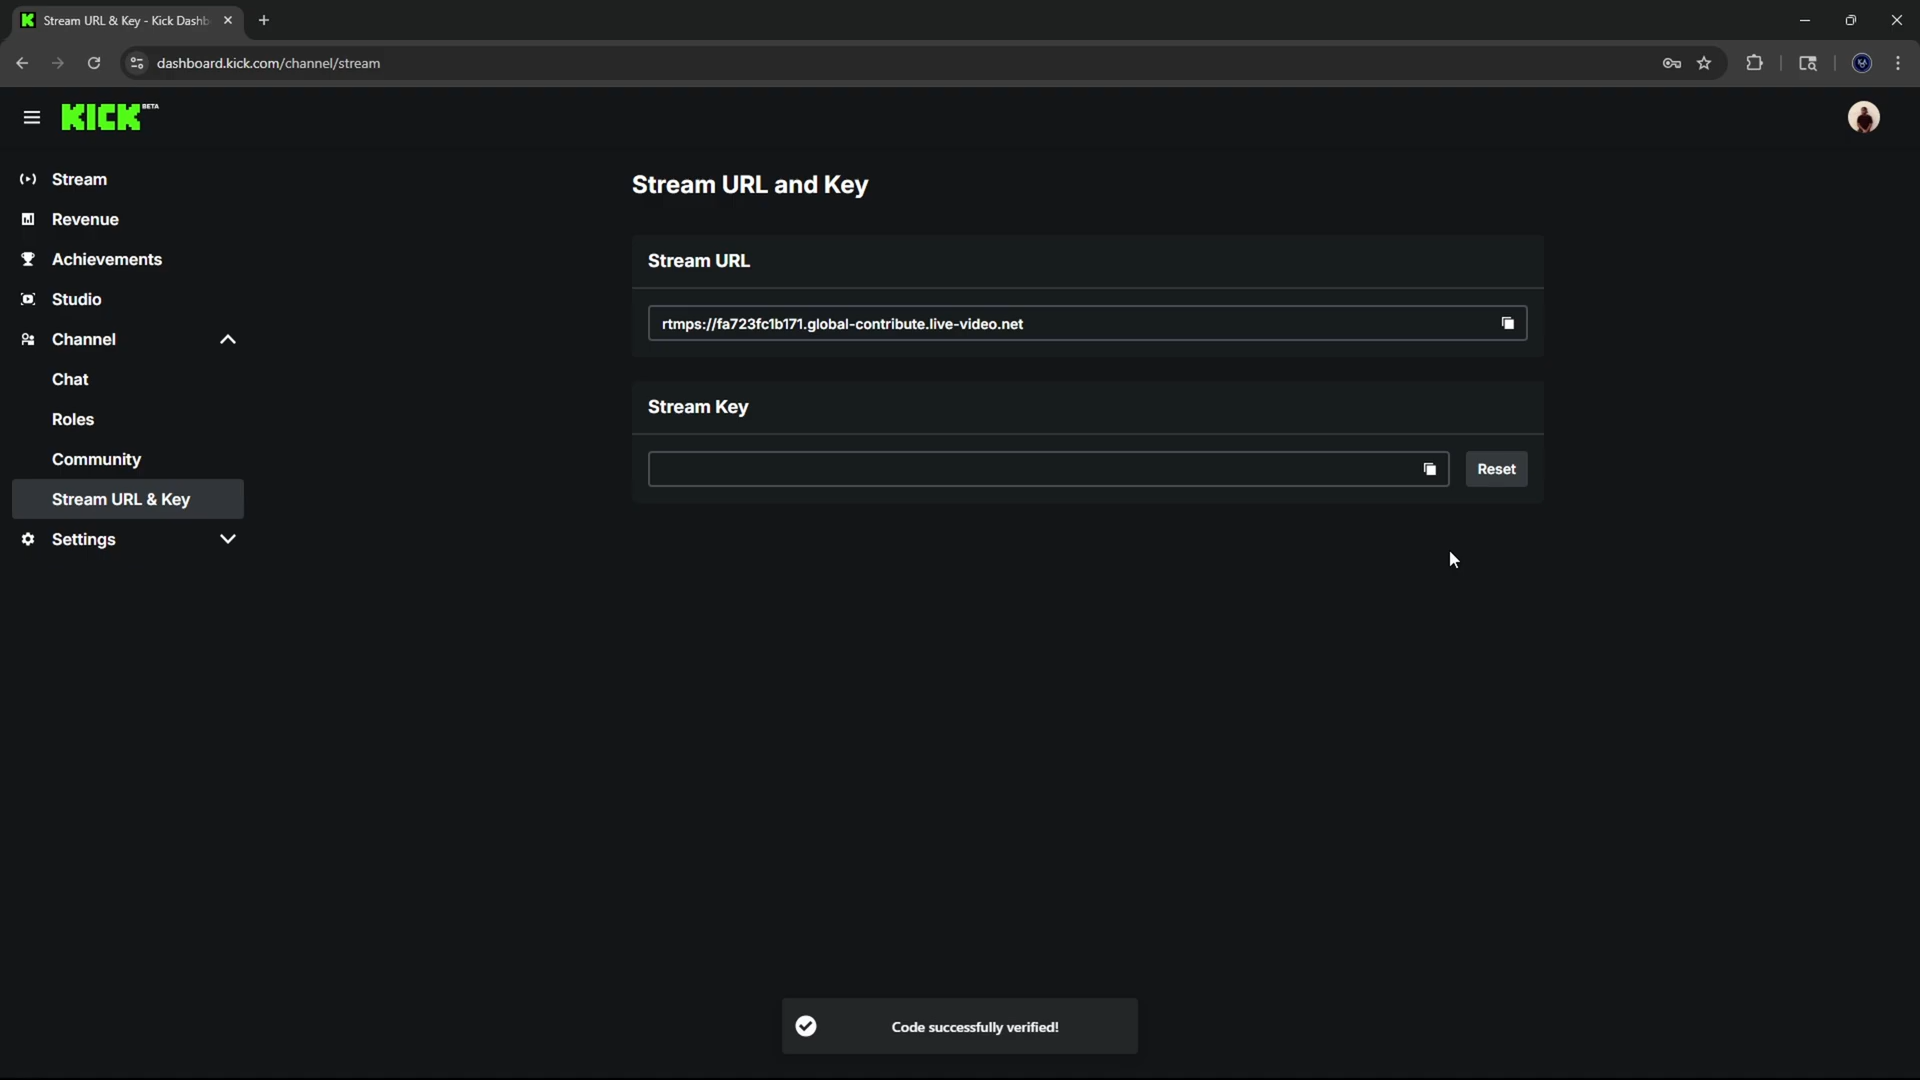 Stream URL & Key - Kick Dashb
dashboard.kick.com/channel/stream
KICK BETA
Stream
Revenue
Achievements
Studio
Channel
Chat
Roles
Community
Stream URL & Key
Settings
Stream URL and Key
Stream URL
rtmps://fa723fc1b171.global-contribute.live-video.net
Stream Key
Reset
Code successfully verified!